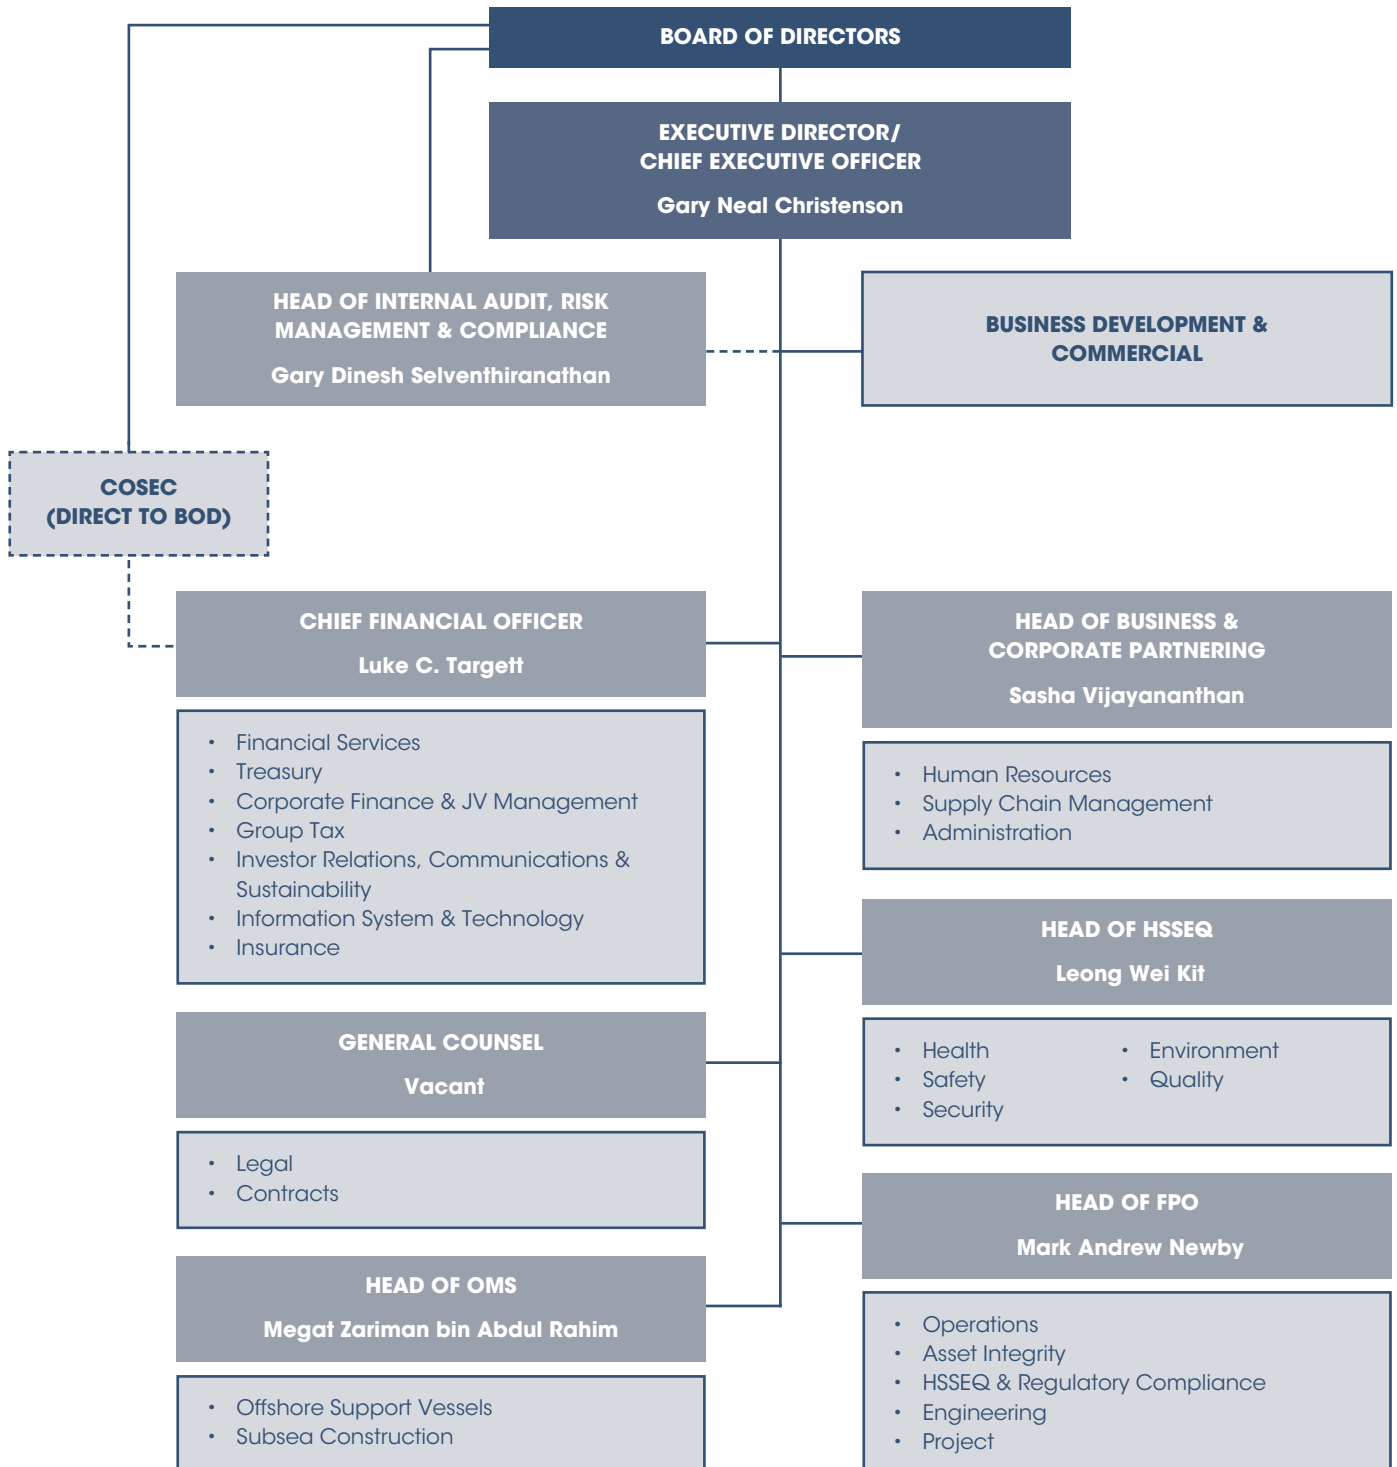 BOARD OF DIRECTORS
EXECUTIVE DIRECTOR/
CHIEF EXECUTIVE OFFICER
Gary Neal Christenson
HEAD OF INTERNAL AUDIT, RISK
MANAGEMENT & COMPLIANCE
Gary Dinesh Selventhiranathan
BUSINESS DEVELOPMENT &
COMMERCIAL
COSEC
(DIRECT TO BOD)
CHIEF FINANCIAL OFFICER
Luke C. Targett
• Financial Services
• Treasury
• Corporate Finance & JV Management
• Group Tax
• Investor Relations, Communications &
Sustainability
• Information System & Technology
• Insurance
HEAD OF BUSINESS &
CORPORATE PARTNERING
Sasha Vijayananthan
• Human Resources
• Supply Chain Management
• Administration
HEAD OF HSSEQ
Leong Wei Kit
• Health
• Safety
• Security
• Environment
• Quality
GENERAL COUNSEL
Vacant
• Legal
• Contracts
HEAD OF FPO
Mark Andrew Newby
• Operations
• Asset Integrity
• HSSEQ & Regulatory Compliance
• Engineering
• Project
HEAD OF OMS
Megat Zariman bin Abdul Rahim
• Offshore Support Vessels
• Subsea Construction